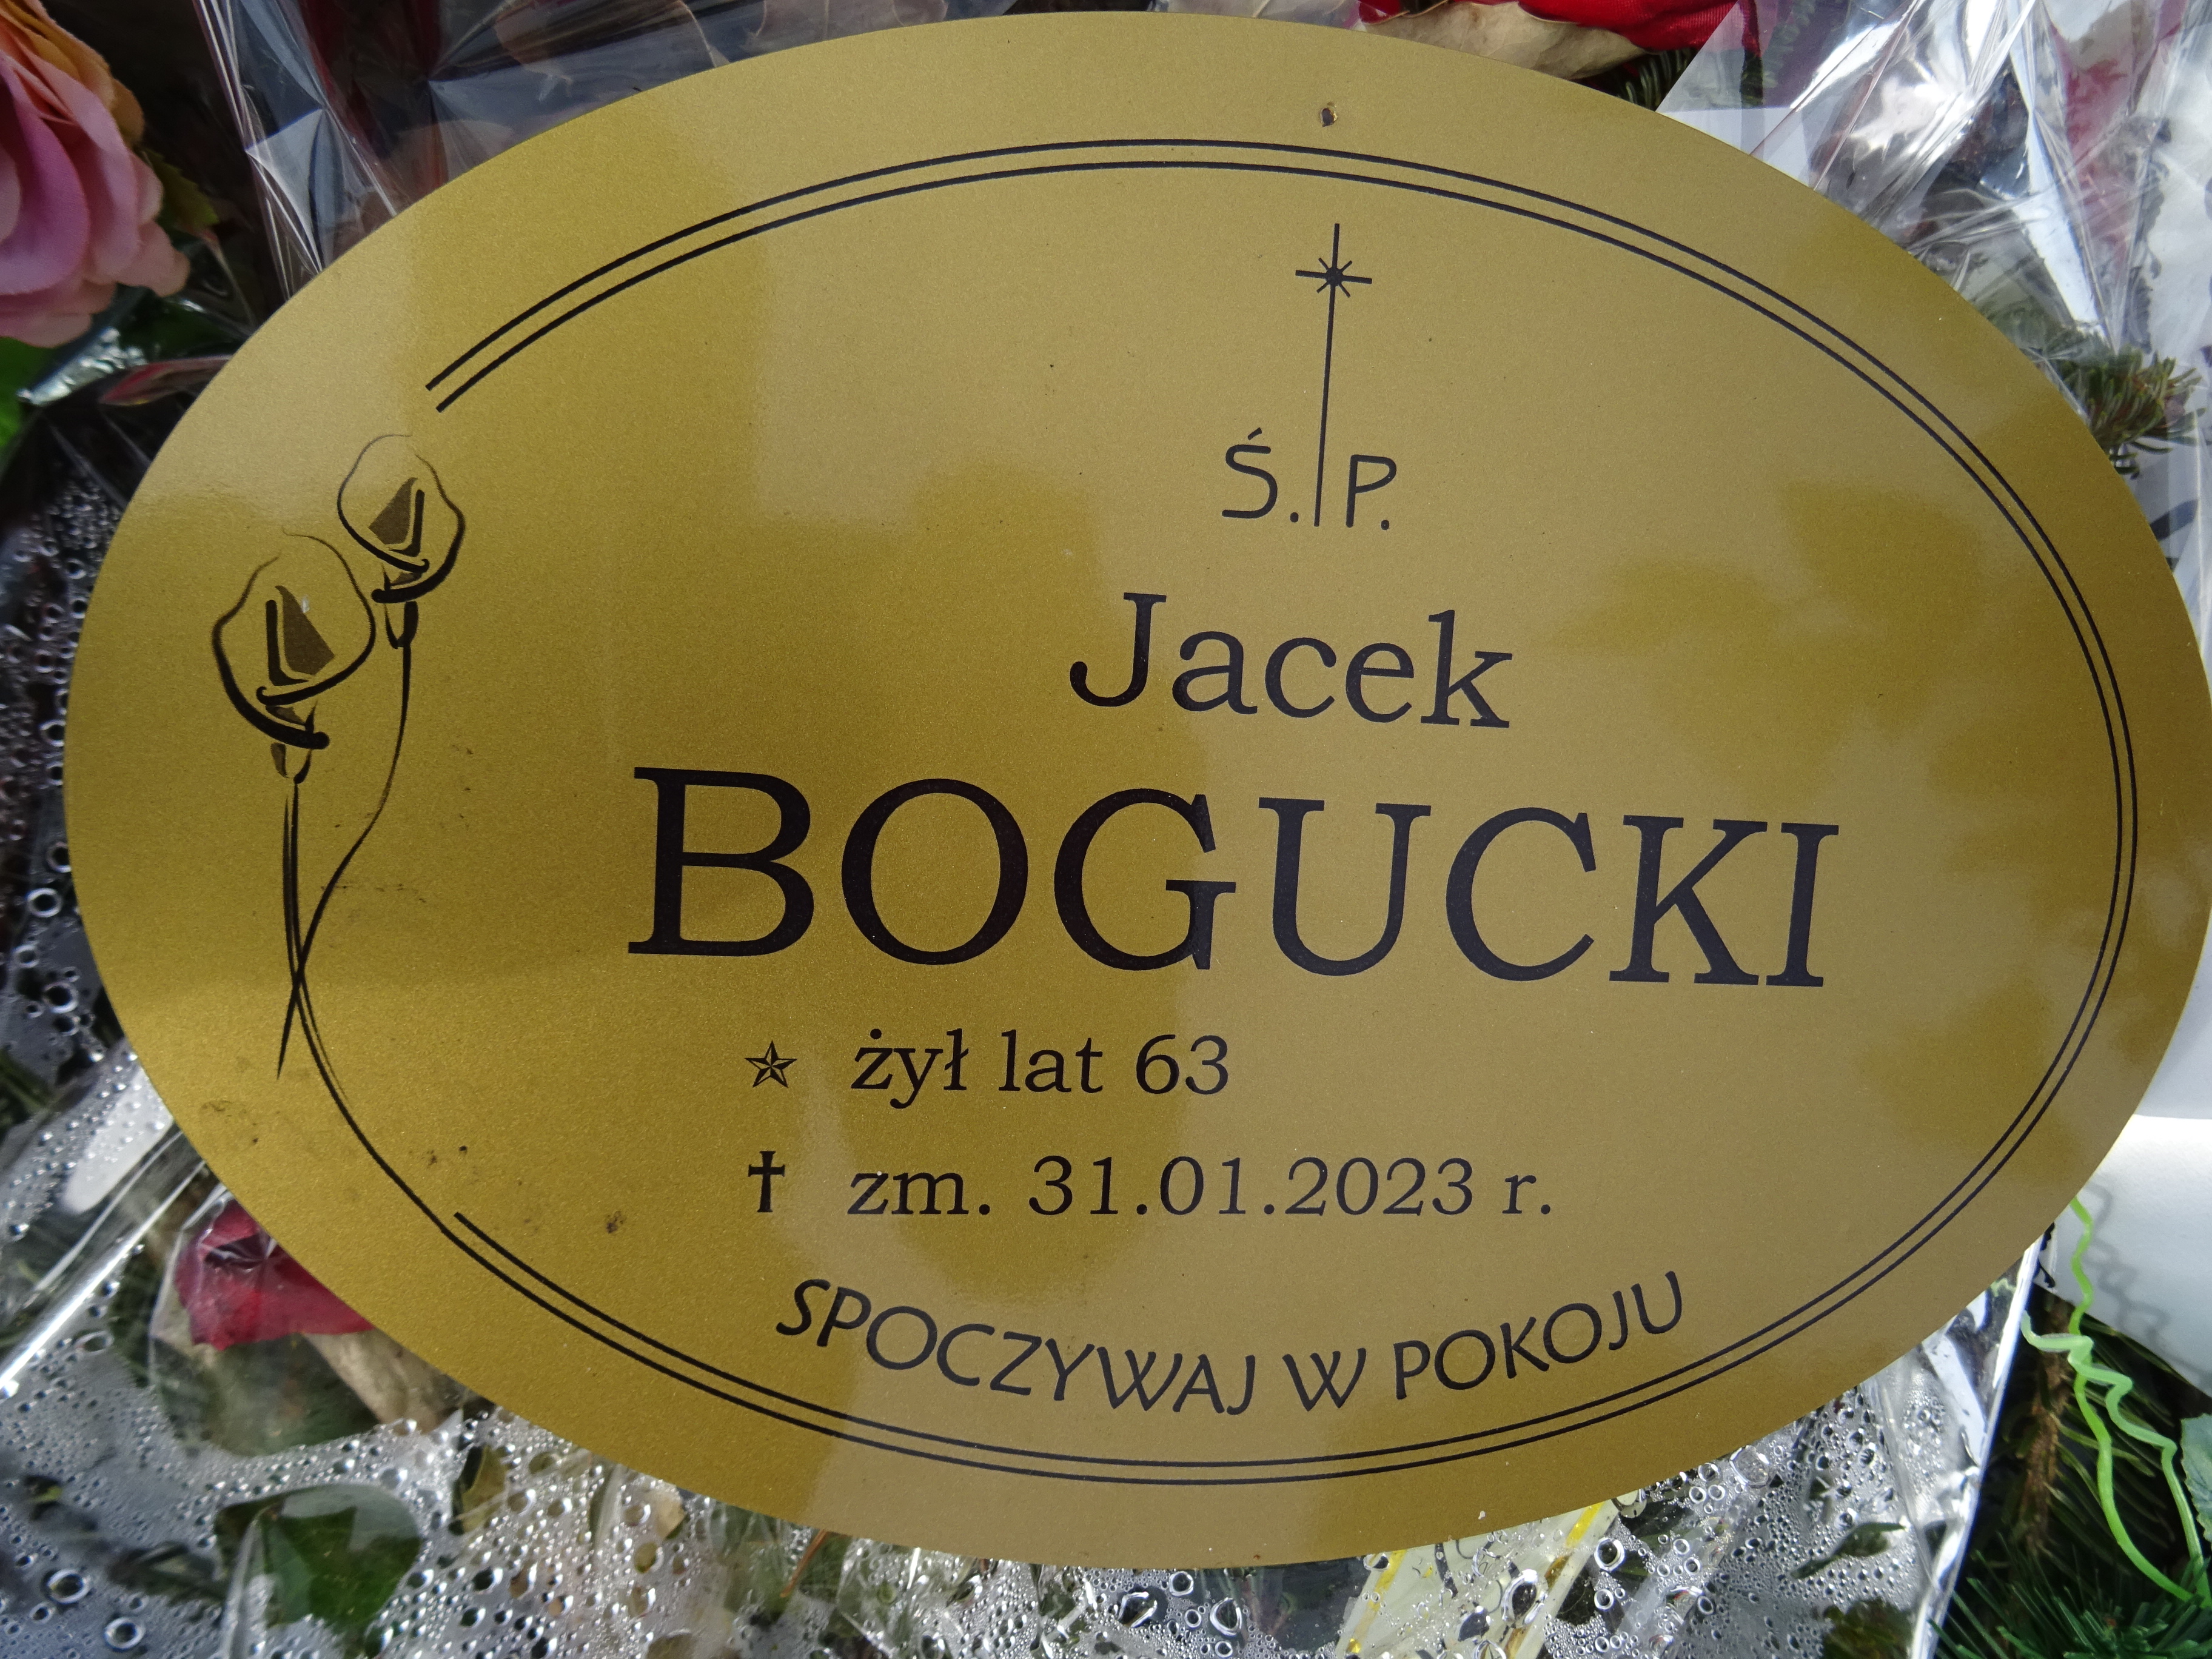 Ś.P.
Jacek
BOGUCKI
żył lat 63
zm. 31.01.2023 r.
SPOCZYWAJ W POKOJU